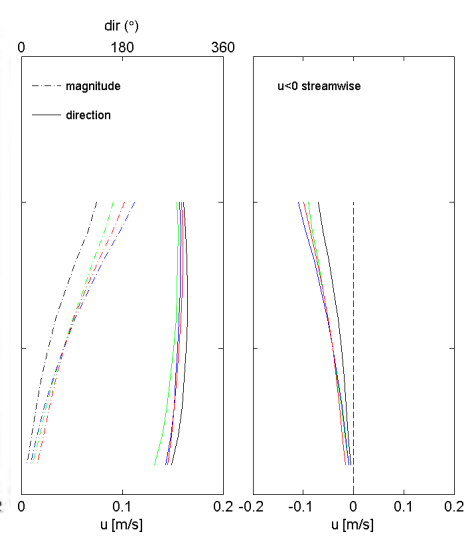 dir (°)
0 180 360
magnitude
direction
u<0 streamwise
0 0.1 0.2
-0.2 -0.1 0 0.1 0.2
u [m/s]
u [m/s]